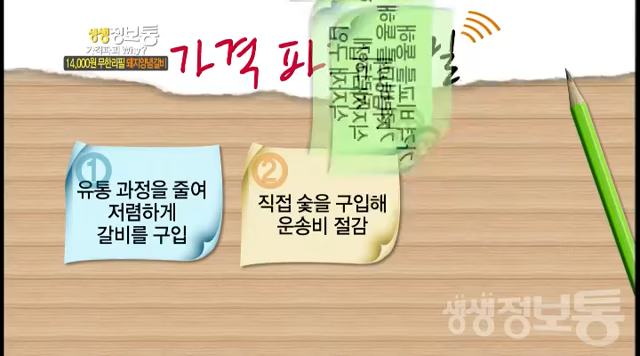 생생정보통
가격파괴 Why?
14,000원 무한리필 돼지양념갈비
가격 파
1
유통 과정을 줄여
저렴하게
갈비를 구입
2
직접 숯을 구입해
운송비 절감
생생정보통